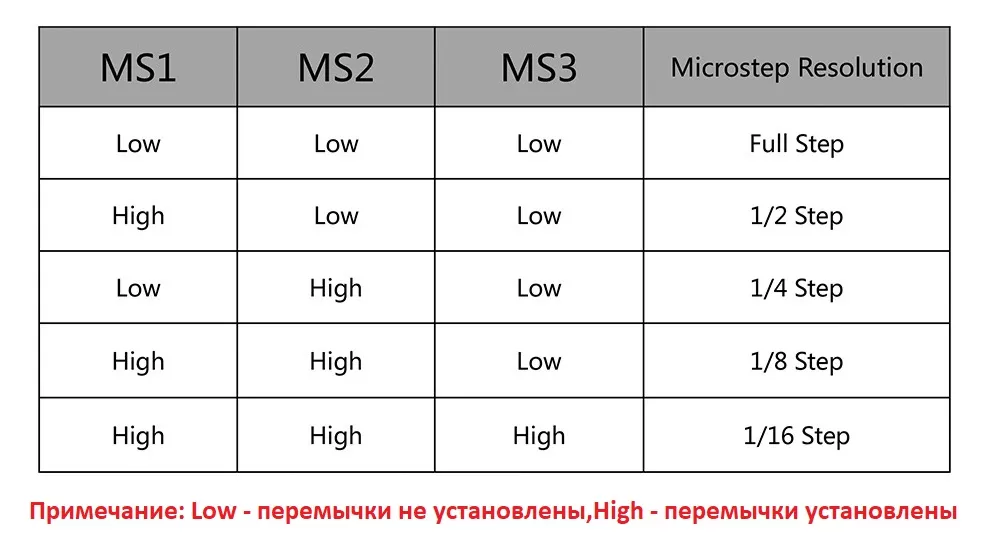 MS1 MS2 MS3 Microstep Resolution
Low Low Low Full Step
High Low Low 1/2 Step
Low High Low 1/4 Step
High High Low 1/8 Step
High High High 1/16 Step
Примечание: Low - перемычки не установлены,High - перемычки установлены